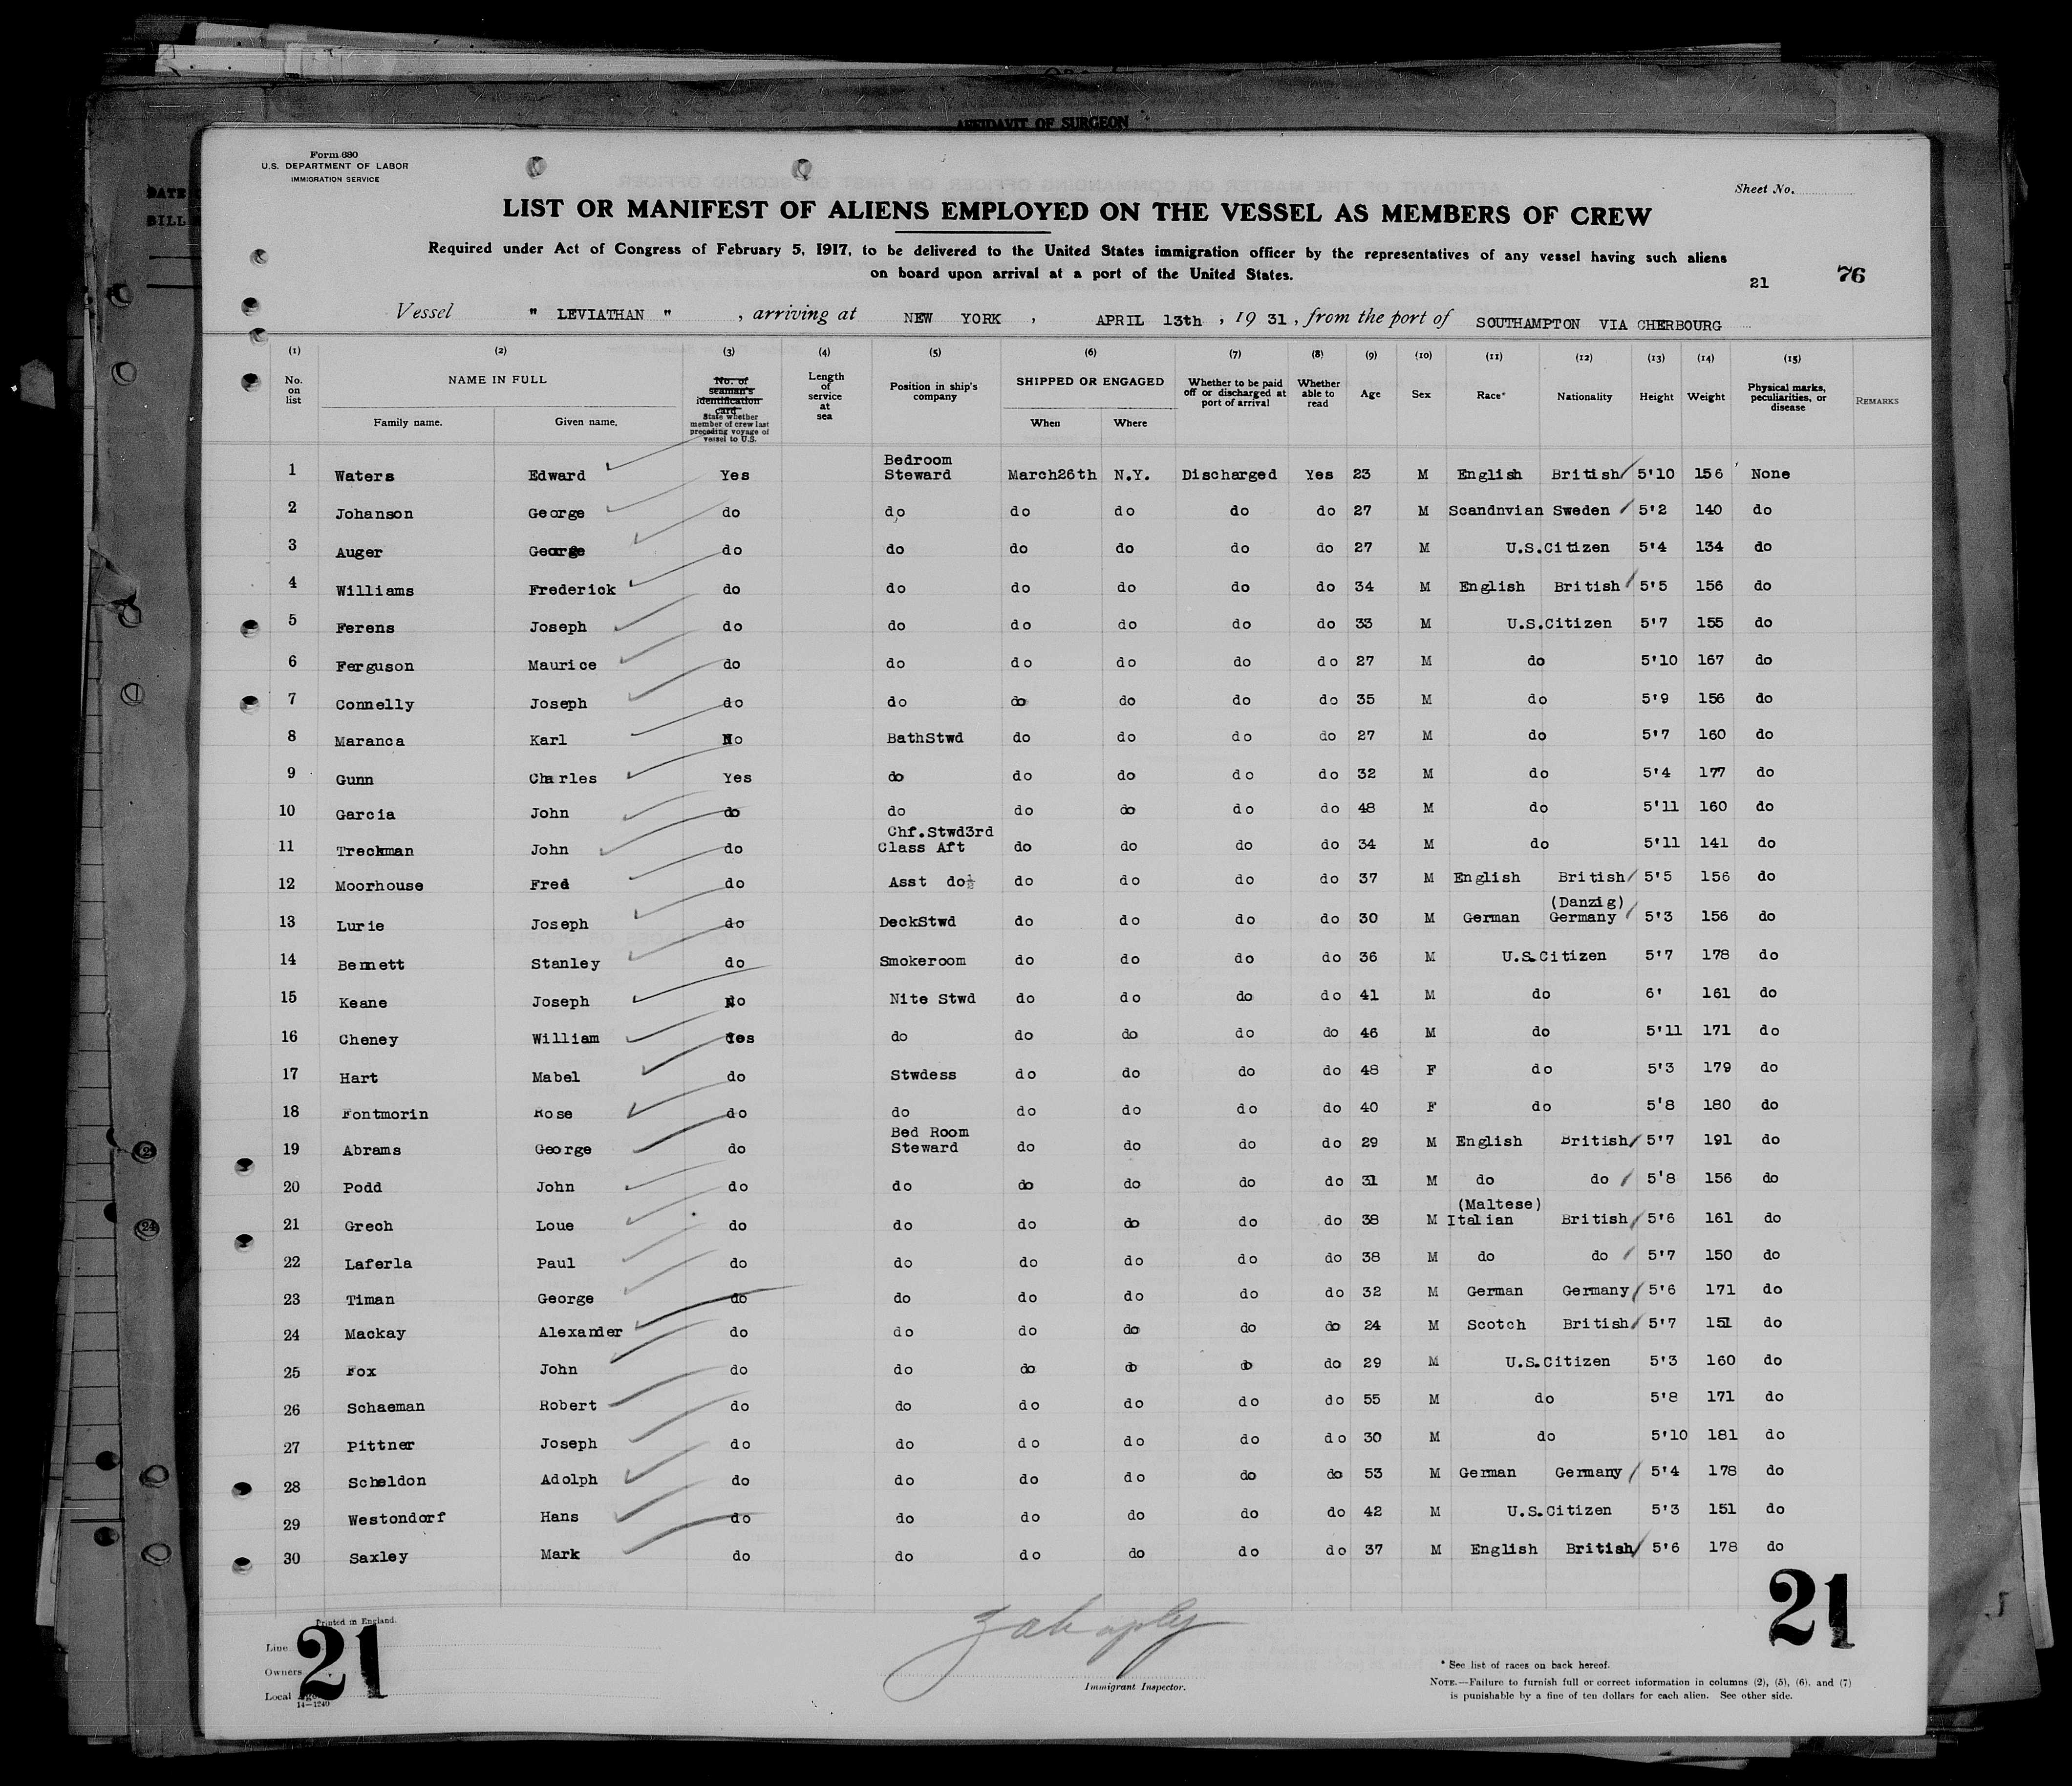 AFFIDAVIT OF SURGEON
DATE
BILL
Form 680
U.S. DEPARTMENT OF LABOR
IMMIGRATION SERVICE
Sheet No.
LIST OR MANIFEST OF ALIENS EMPLOYED ON THE VESSEL AS MEMBERS OF CREW
Required under Act of Congress of February 5, 1917, to be delivered to the United States immigration officer by the representatives of any vessel having such aliens
on board upon arrival at a port of the United States.
21 76
Vessel " LEVIATHAN " , arriving at NEW YORK , APRIL 13th , 19 31 , from the port of SOUTHAMPTON VIA CHERBOURG
(1) (2) (3) (4) (5) (6) (7) (8) (9) (10) (11) (12) (13) (14) (15)
No. on list NAME IN FULL Family name. Given name. No. of seaman's identification card State whether member of crew last preceding voyage of vessel to U.S. Length of service at sea Position in ship's company SHIPPED OR ENGAGED When Where Whether to be paid off or discharged at port of arrival Whether able to read Age Sex Race* Nationality Height Weight Physical marks, peculiarities, or disease REMARKS
1 Waters Edward Yes Bedroom Steward March26th N.Y. Discharged Yes 23 M English British 5'10 156 None
2 Johanson George do do do do do do 27 M Scandnvian Sweden 5'2 140 do
3 Auger George do do do do do do 27 M U.S.Citizen 5'4 134 do
4 Williams Frederick do do do do do do 34 M English British 5'5 156 do
5 Ferens Joseph do do do do do do 33 M U.S.Citizen 5'7 155 do
6 Ferguson Maurice do do do do do do 27 M do 5'10 167 do
7 Connelly Joseph do do do do do do 35 M do 5'9 156 do
8 Maranca Karl No BathStwd do do do do 27 M do 5'7 160 do
9 Gunn Charles Yes do do do do do 32 M do 5'4 177 do
10 Garcia John do do do do do do 48 M do 5'11 160 do
11 Treckman John do Chf.Stwd3rd Class Aft do do do do 34 M do 5'11 141 do
12 Moorhouse Fred do Asst do do do do do 37 M English British 5'5 156 do
13 Lurie Joseph do DeckStwd do do do do 30 M German (Danzig) Germany 5'3 156 do
14 Bennett Stanley do Smokeroom do do do do 36 M U.S.Citizen 5'7 178 do
15 Keane Joseph No Nite Stwd do do do do 41 M do 6' 161 do
16 Cheney William Yes do do do do do 46 M do 5'11 171 do
17 Hart Mabel do Stwdess do do do do 48 F do 5'3 179 do
18 Fontmorin Rose do do do do do do 40 F do 5'8 180 do
19 Abrams George do Bed Room Steward do do do do 29 M English British 5'7 191 do
20 Podd John do do do do do do 31 M do do 5'8 156 do
21 Grech Loue do do do do do do 38 M (Maltese) Italian British 5'6 161 do
22 Laferla Paul do do do do do do 38 M do do 5'7 150 do
23 Timan George do do do do do do 32 M German Germany 5'6 171 do
24 Mackay Alexander do do do do do do 24 M Scotch British 5'7 151 do
25 Fox John do do do do do do 29 M U.S.Citizen 5'3 160 do
26 Schaeman Robert do do do do do do 55 M do 5'8 171 do
27 Pittner Joseph do do do do do do 30 M do 5'10 181 do
28 Scheldon Adolph do do do do do do 53 M German Germany 5'4 178 do
29 Westondorf Hans do do do do do do 42 M U.S.Citizen 5'3 151 do
30 Saxley Mark do do do do do do 37 M English British 5'6 178 do
Printed in England.
21 21
Line
Owners
Local
14—1240
Immigrant Inspector.
* See list of races on back hereof.
NOTE.—Failure to furnish full or correct information in columns (2), (5), (6), and (7)
is punishable by a fine of ten dollars for each alien. See other side.